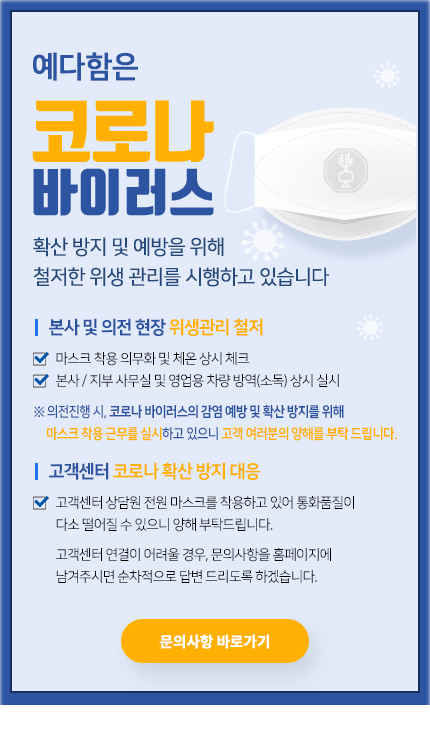 예다함은
코로나
바이러스
확산 방지 및 예방을 위해
철저한 위생 관리를 시행하고 있습니다
본사 및 의전 현장 위생관리 철저
마스크 착용 의무화 및 체온 상시 체크
본사 / 지부 사무실 및 영업용 차량 방역(소독) 상시 실시
※ 의전진행 시, 코로나 바이러스의 감염 예방 및 확산 방지를 위해
마스크 착용 근무를 실시하고 있으니 고객 여러분의 양해를 부탁 드립니다.
고객센터 코로나 확산 방지 대응
고객센터 상담원 전원 마스크를 착용하고 있어 통화품질이
다소 떨어질 수 있으니 양해 부탁드립니다.
고객센터 연결이 어려울 경우, 문의사항을 홈페이지에
남겨주시면 순차적으로 답변 드리도록 하겠습니다.
문의사항 바로가기